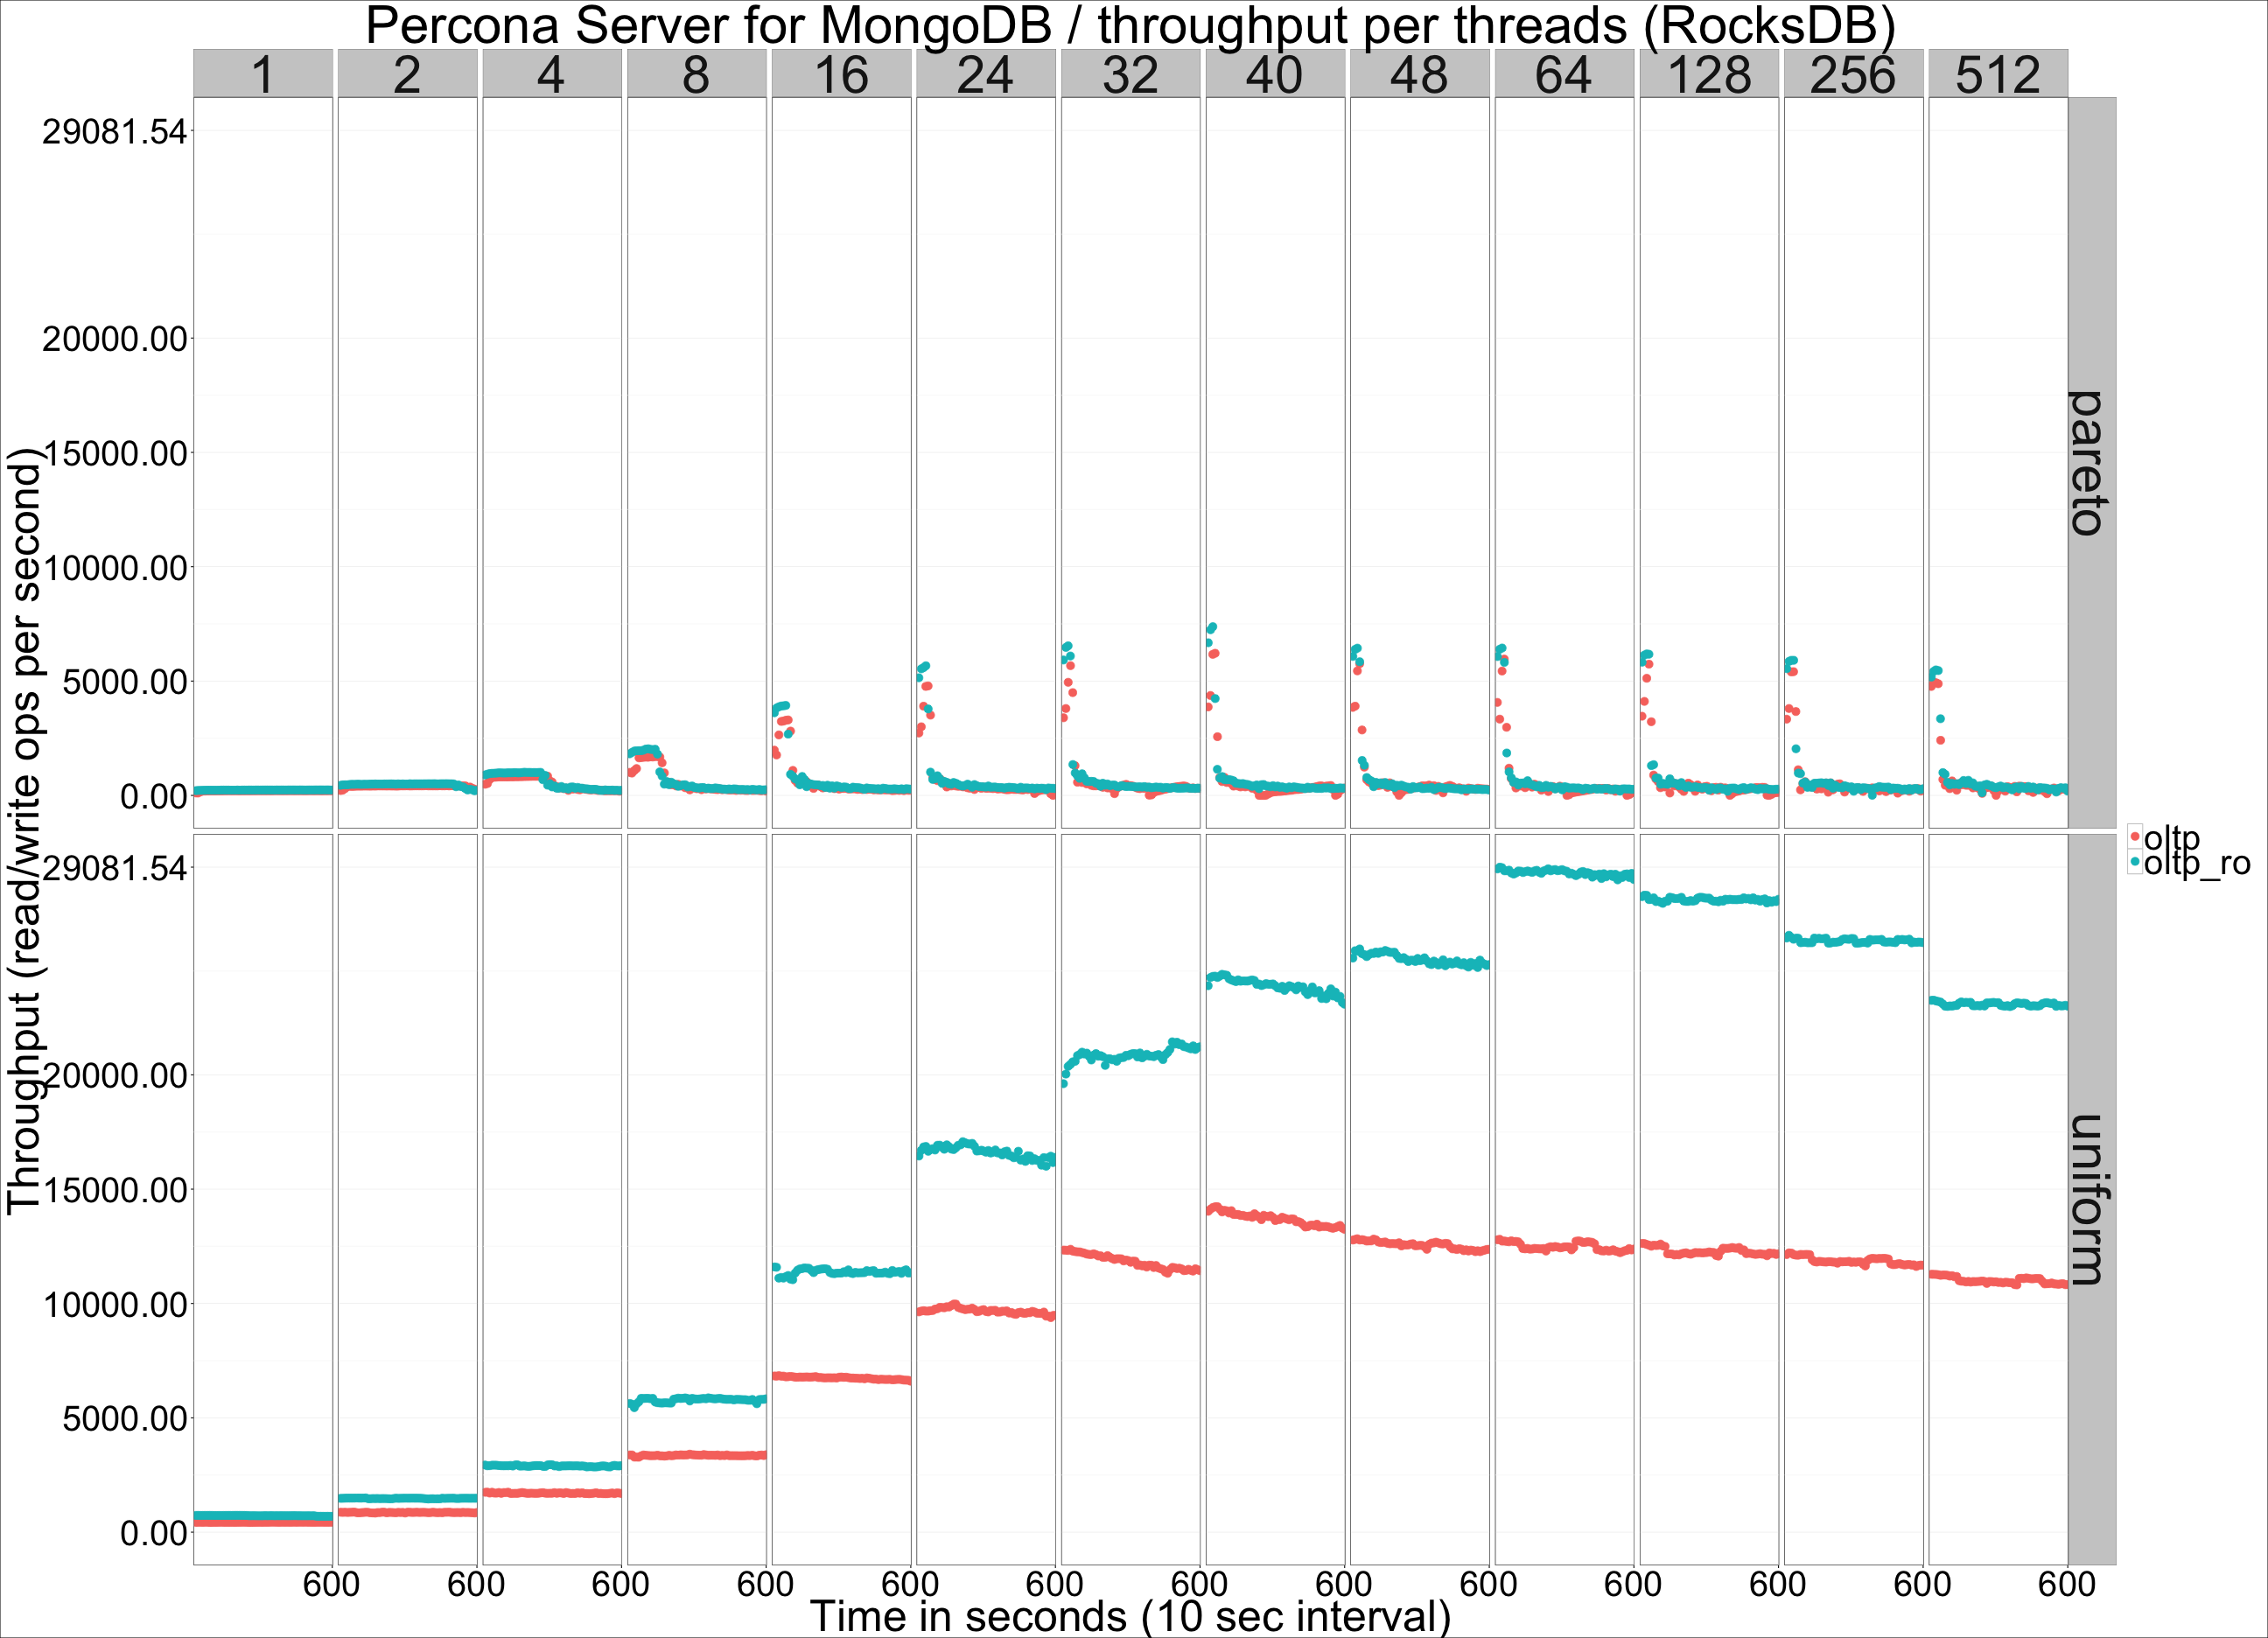 Percona Server for MongoDB / throughput per threads (RocksDB)
1 2 4 8 16 24 32 40 48 64 128 256 512
29081.54
20000.00
15000.00
10000.00
5000.00
0.00
pareto
29081.54
20000.00
15000.00
10000.00
5000.00
0.00
uniform
Throughput (read/write ops per second)
oltp
oltp_ro
600 600 600 600 600 600 600 600 600 600 600 600 600
Time in seconds (10 sec interval)